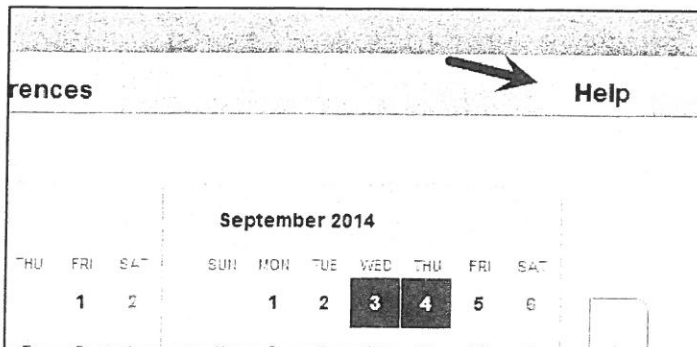 rences Help
September 2014
THU FRI SAT SUN MON TUE WED THU FRI SAT
1 2 1 2 3 4 5 6